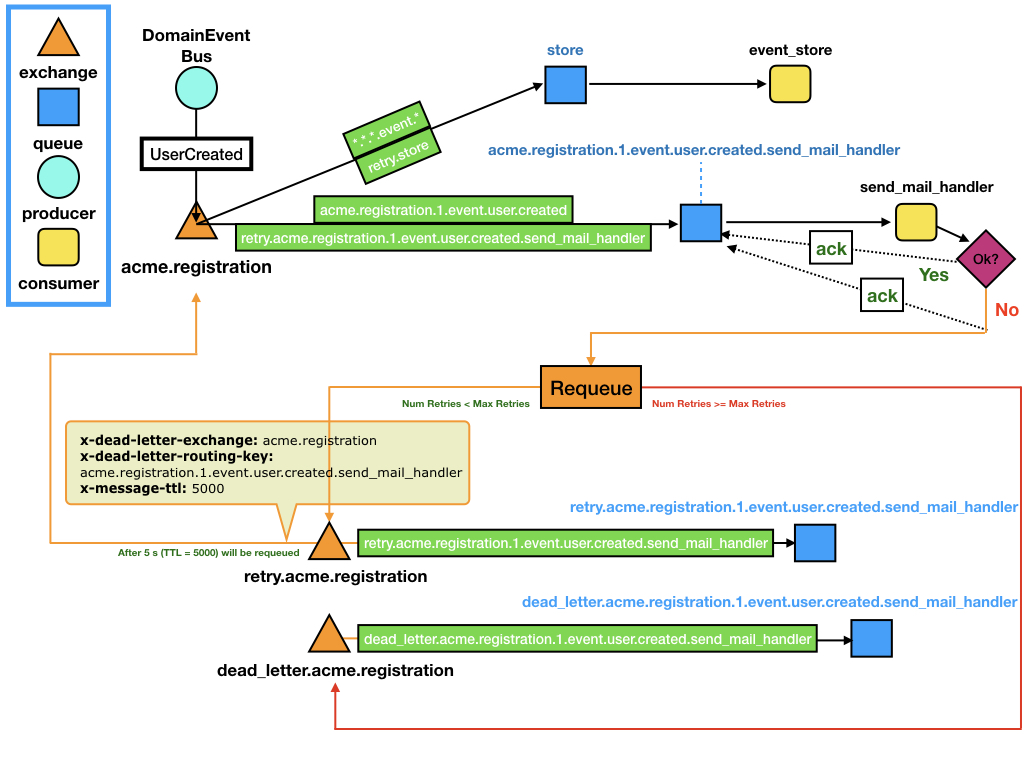 exchange
queue
producer
consumer
DomainEvent
Bus
UserCreated
acme.registration
*.*.*.event.*
retry.store
store
event_store
acme.registration.1.event.user.created.send_mail_handler
acme.registration.1.event.user.created
retry.acme.registration.1.event.user.created.send_mail_handler
send_mail_handler
Ok?
ack
Yes
ack
No
Requeue
Num Retries < Max Retries
Num Retries >= Max Retries
x-dead-letter-exchange: acme.registration
x-dead-letter-routing-key:
acme.registration.1.event.user.created.send_mail_handler
x-message-ttl: 5000
After 5 s (TTL = 5000) will be requeued
retry.acme.registration.1.event.user.created.send_mail_handler
retry.acme.registration.1.event.user.created.send_mail_handler
retry.acme.registration
dead_letter.acme.registration.1.event.user.created.send_mail_handler
dead_letter.acme.registration.1.event.user.created.send_mail_handler
dead_letter.acme.registration